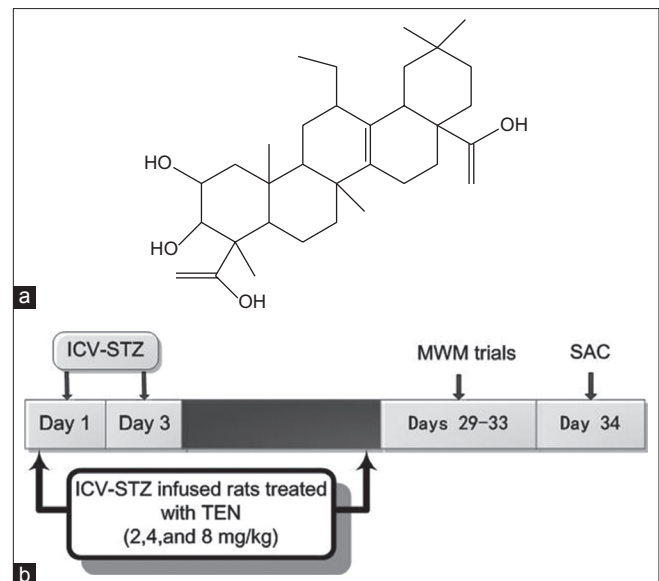 HO
HO
OH
OH
a
ICV-STZ
MWM trials
SAC
Day 1
Day 3
Days 29-33
Day 34
ICV-STZ infused rats treated
with TEN
(2,4,and 8 mg/kg)
b